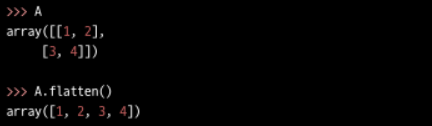 >>> A
array([[1, 2],
[3, 4]])
>>> A.flatten()
array([1, 2, 3, 4])